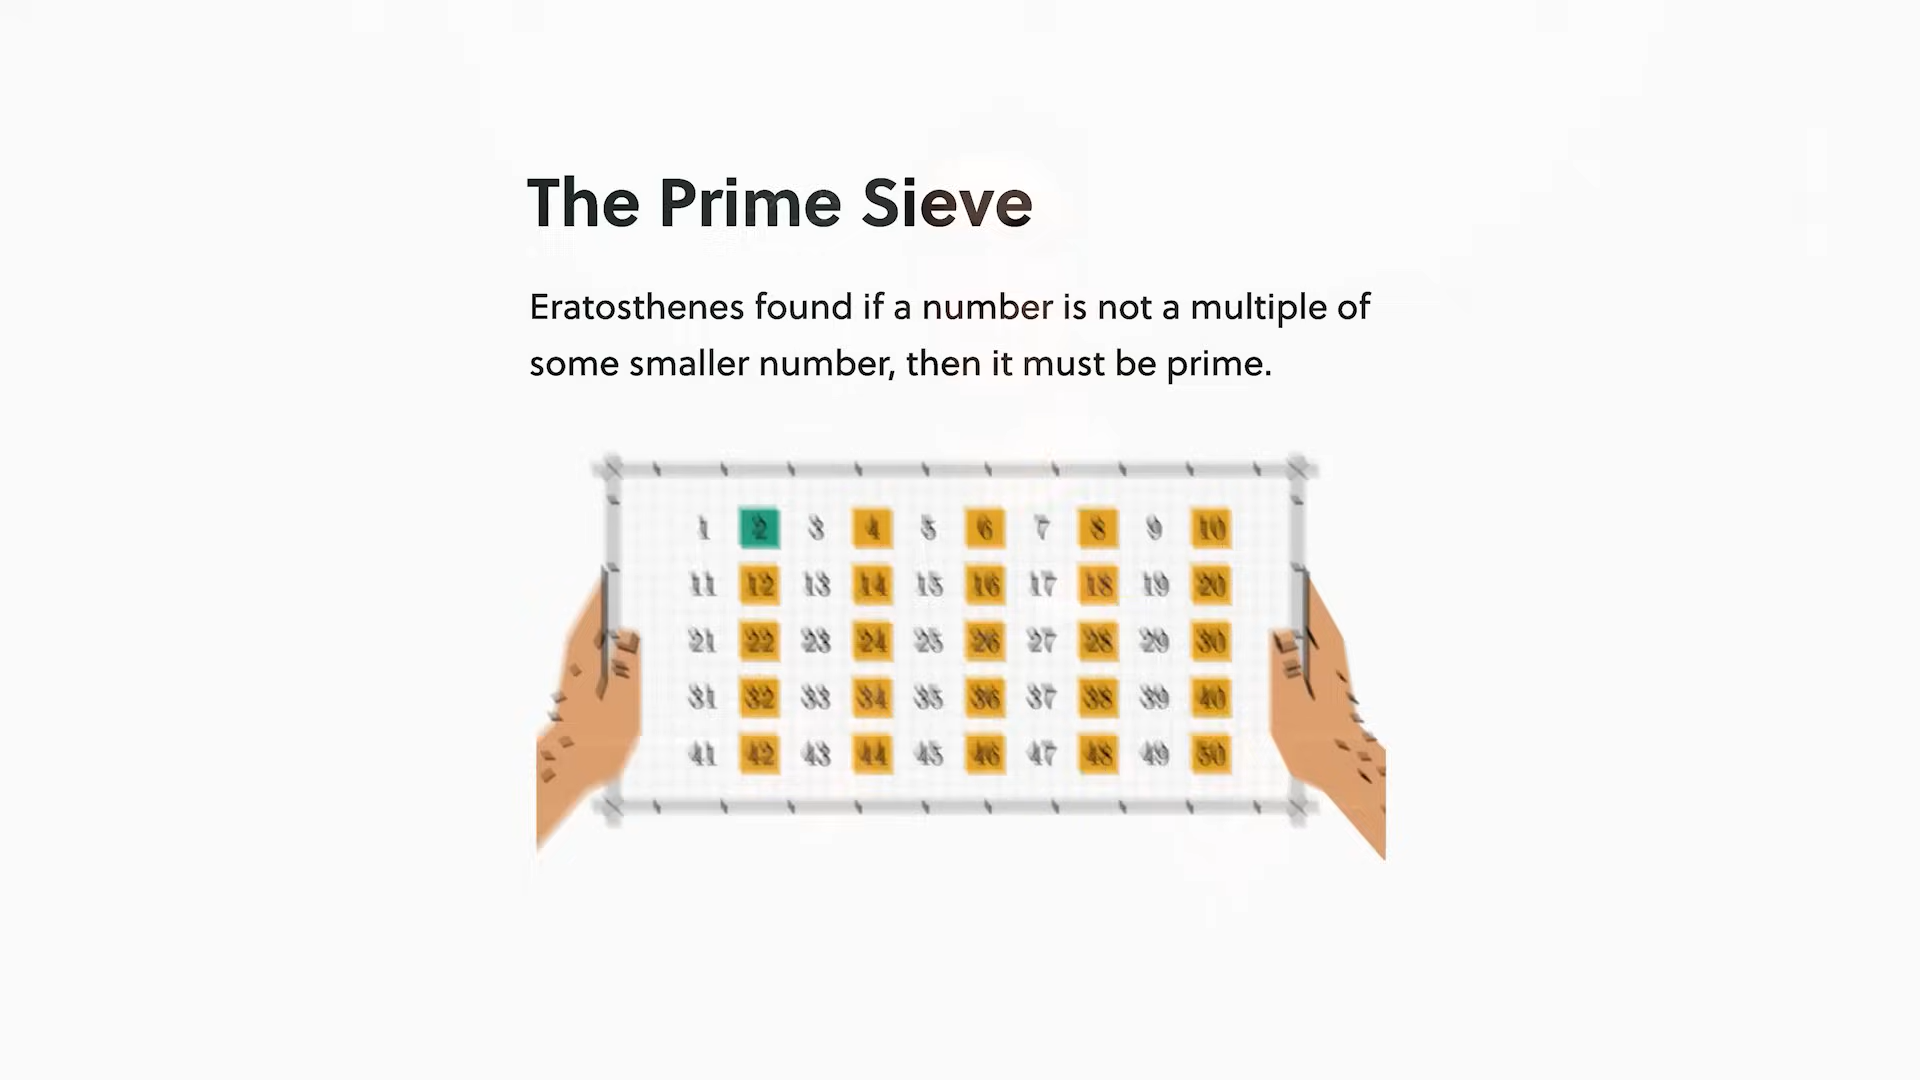 The Prime Sieve
Eratosthenes found if a number is not a multiple of
some smaller number, then it must be prime.
1 2 3 4 5 6 7 8 9 10
11 12 13 14 15 16 17 18 19 20
21 22 23 24 25 26 27 28 29 30
31 32 33 34 35 36 37 38 39 40
41 42 43 44 45 46 47 48 49 50